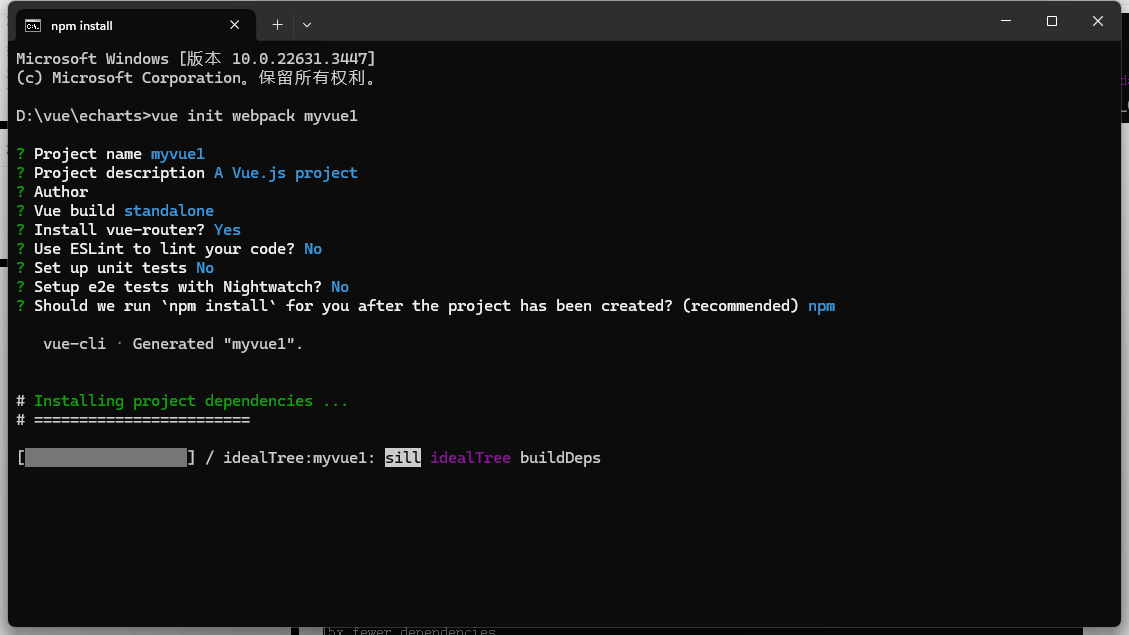 npm install
Microsoft Windows [版本 10.0.22631.3447]
(c) Microsoft Corporation。保留所有权利。
D:\vue\echarts>vue init webpack myvue1
? Project name myvue1
? Project description A Vue.js project
? Author
? Vue build standalone
? Install vue-router? Yes
? Use ESLint to lint your code? No
? Set up unit tests No
? Setup e2e tests with Nightwatch? No
? Should we run `npm install` for you after the project has been created? (recommended) npm
vue-cli · Generated "myvue1".
# Installing project dependencies ...
# ========================
[                  ] / idealTree:myvue1: sill idealTree buildDeps
fewer dependencies